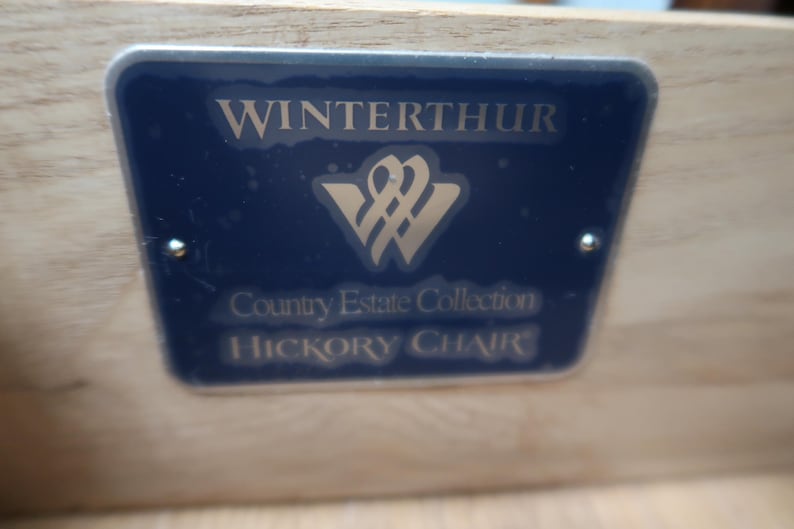 WINTERTHUR
Country Estate Collection
HICKORY CHAIR®